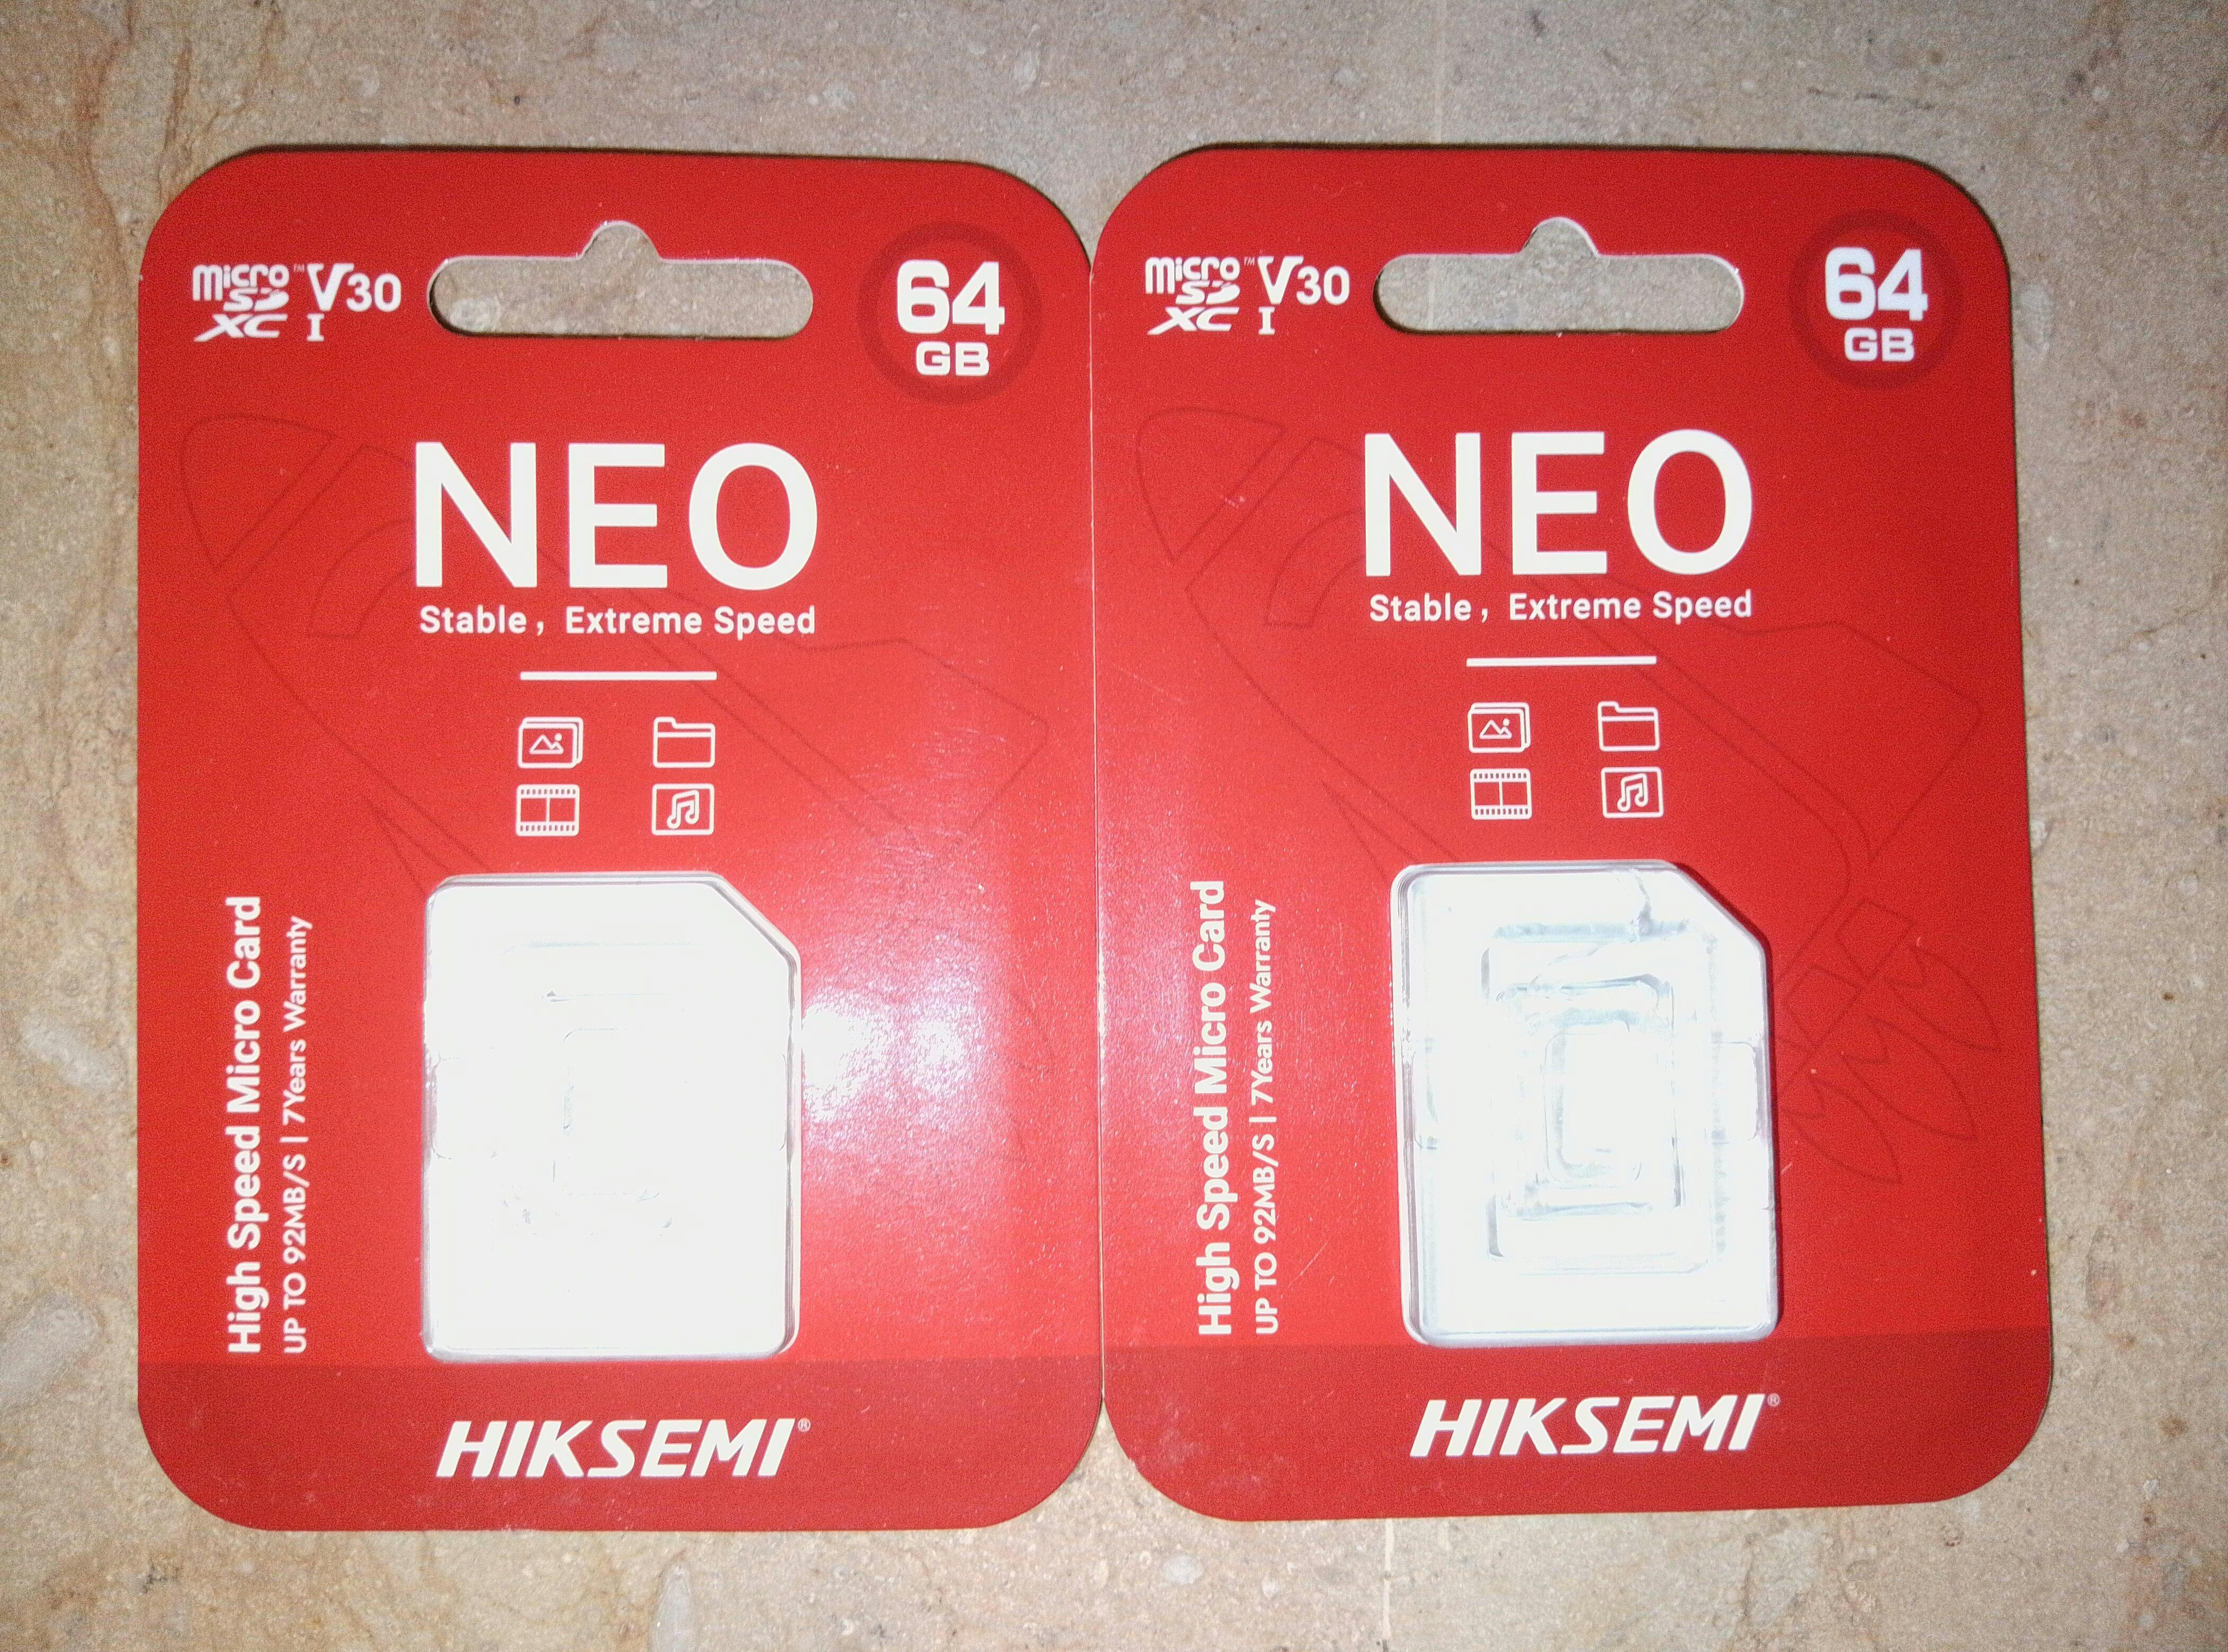 micro SD XC ™ V30 I
64 GB
NEO
Stable, Extreme Speed
High Speed Micro Card
UP TO 92MB/S | 7Years Warranty
HIKSEMI®
micro SD XC ™ V30 I
64 GB
NEO
Stable, Extreme Speed
High Speed Micro Card
UP TO 92MB/S | 7Years Warranty
HIKSEMI®